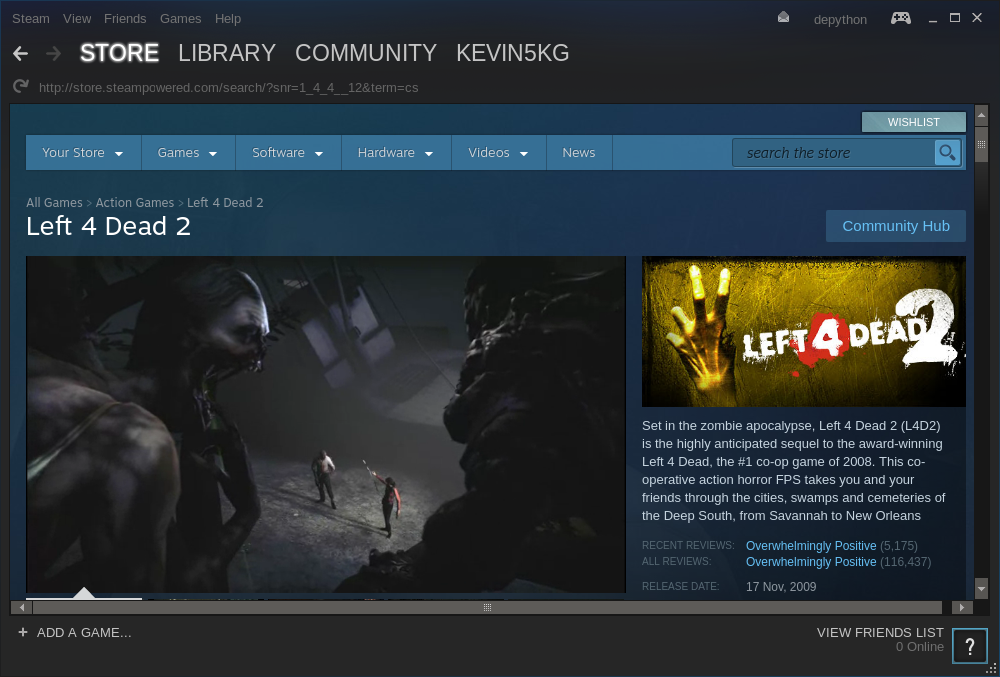 Steam View Friends Games Help
depython
STORE LIBRARY COMMUNITY KEVIN5KG
http://store.steampowered.com/search/?snr=1_4_4__12&term=cs
WISHLIST
Your Store Games Software Hardware Videos News
search the store
All Games > Action Games > Left 4 Dead 2
Left 4 Dead 2
Community Hub
LEFT 4 DEAD 2
Set in the zombie apocalypse, Left 4 Dead 2 (L4D2)
is the highly anticipated sequel to the award-winning
Left 4 Dead, the #1 co-op game of 2008. This co-
operative action horror FPS takes you and your
friends through the cities, swamps and cemeteries of
the Deep South, from Savannah to New Orleans
RECENT REVIEWS: Overwhelmingly Positive (5,175)
ALL REVIEWS: Overwhelmingly Positive (116,437)
RELEASE DATE: 17 Nov, 2009
+ ADD A GAME...
VIEW FRIENDS LIST
0 Online
?